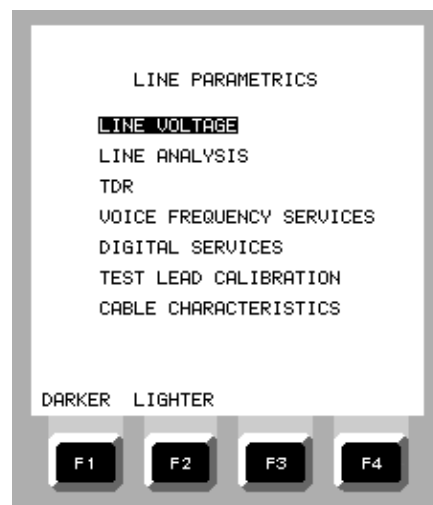 LINE PARAMETRICS
LINE VOLTAGE
LINE ANALYSIS
TDR
VOICE FREQUENCY SERVICES
DIGITAL SERVICES
TEST LEAD CALIBRATION
CABLE CHARACTERISTICS
DARKER LIGHTER
F1 F2 F3 F4